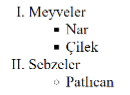 I. Meyveler
▪ Nar
▪ Çilek
II. Sebzeler
○ Patlıcan